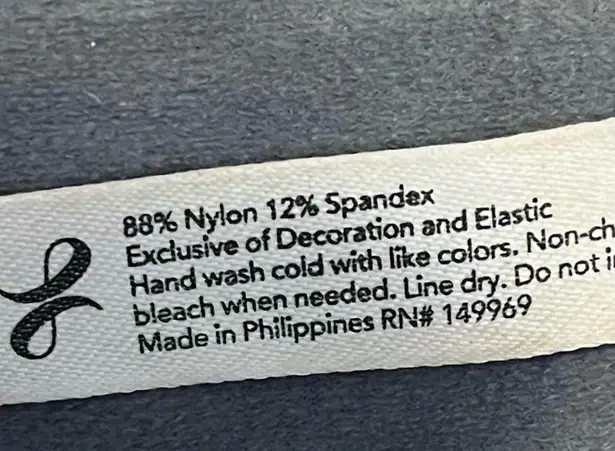 88% Nylon 12% Spandex
Exclusive of Decoration and Elastic
Hand wash cold with like colors. Non-ch
bleach when needed. Line dry. Do not i
Made in Philippines RN# 149969